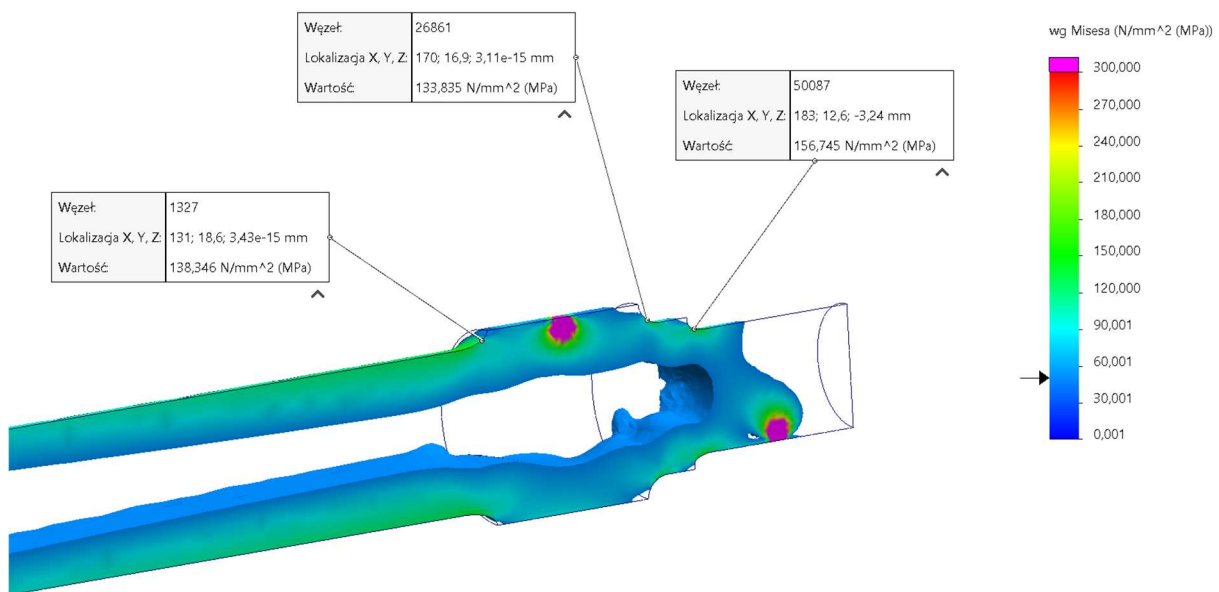 Węzeł: 26861
Lokalizacja X, Y, Z: 170; 16,9; 3,11e-15 mm
Wartość: 133,835 N/mm^2 (MPa)
Węzeł: 50087
Lokalizacja X, Y, Z: 183; 12,6; -3,24 mm
Wartość: 156,745 N/mm^2 (MPa)
Węzeł: 1327
Lokalizacja X, Y, Z: 131; 18,6; 3,43e-15 mm
Wartość: 138,346 N/mm^2 (MPa)
wg Misesa (N/mm^2 (MPa))
300,000
270,000
240,000
210,000
180,000
150,000
120,000
90,001
60,001
30,001
0,001